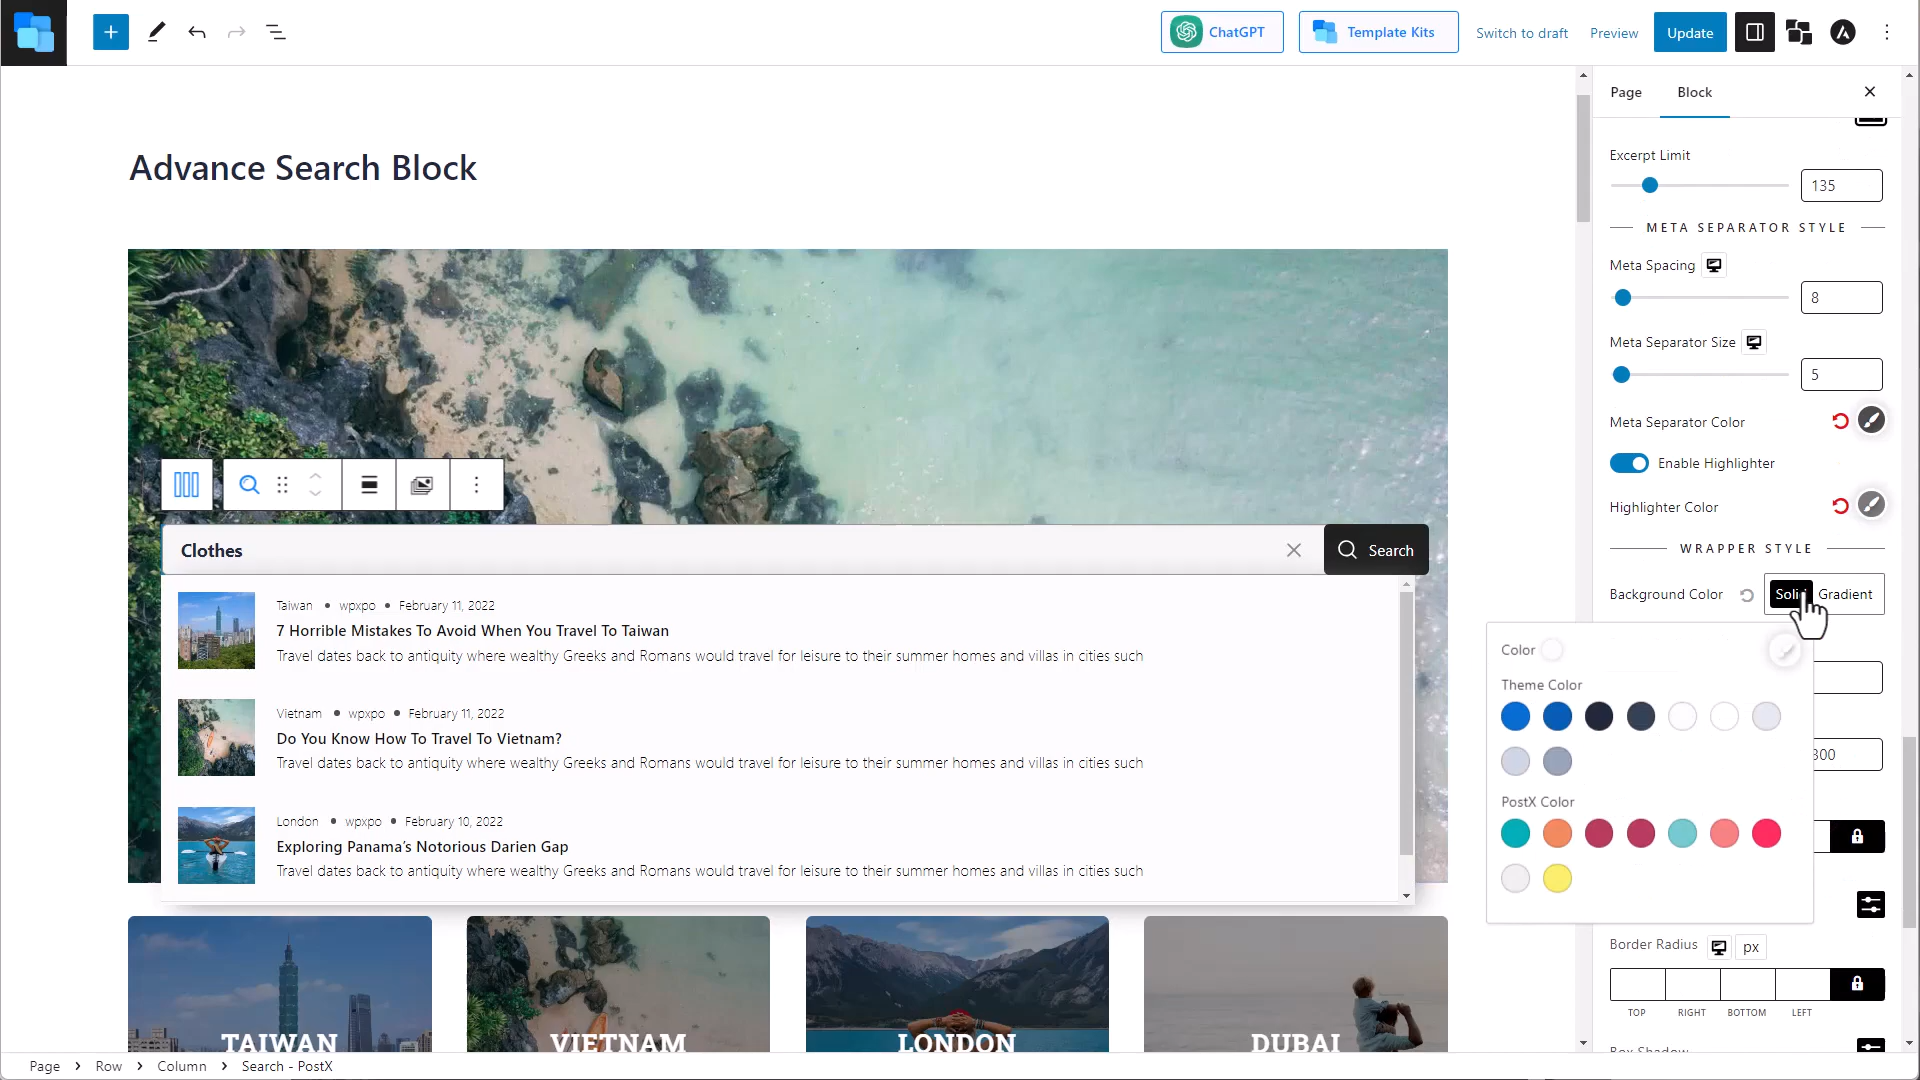 ChatGPT
Template Kits
Switch to draft
Preview
Update
Page
Block
Advance Search Block
Excerpt Limit
135
META SEPARATOR STYLE
Meta Spacing
8
Meta Separator Size
5
Meta Separator Color
Enable Highlighter
Highlighter Color
WRAPPER STYLE
Background Color
Gradient
Color
Theme Color
PostX Color
300
Border Radius
px
TOP RIGHT BOTTOM LEFT
Box Shadow
Clothes
Search
Taiwan • wpxpo • February 11, 2022
7 Horrible Mistakes To Avoid When You Travel To Taiwan
Travel dates back to antiquity where wealthy Greeks and Romans would travel for leisure to their summer homes and villas in cities such
Vietnam • wpxpo • February 11, 2022
Do You Know How To Travel To Vietnam?
Travel dates back to antiquity where wealthy Greeks and Romans would travel for leisure to their summer homes and villas in cities such
London • wpxpo • February 10, 2022
Exploring Panama's Notorious Darien Gap
Travel dates back to antiquity where wealthy Greeks and Romans would travel for leisure to their summer homes and villas in cities such
TAIWAN
VIETNAM
LONDON
DUBAI
Page > Row > Column > Search - PostX